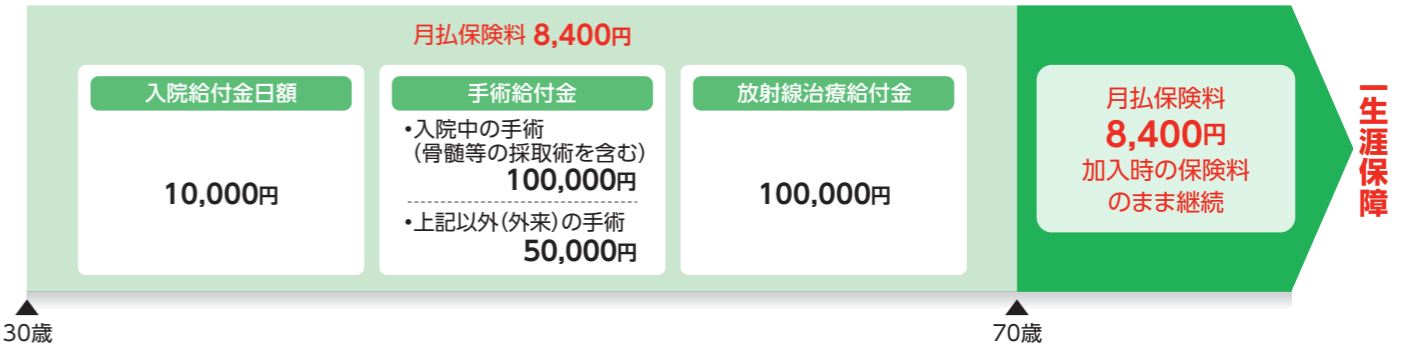 月払保険料 8,400円
入院給付金日額
10,000円
手術給付金
•入院中の手術
(骨髄等の採取術を含む)
100,000円
•上記以外(外来)の手術
50,000円
放射線治療給付金
100,000円
月払保険料
8,400円
加入時の保険料
のまま継続
一生涯保障
30歳
70歳